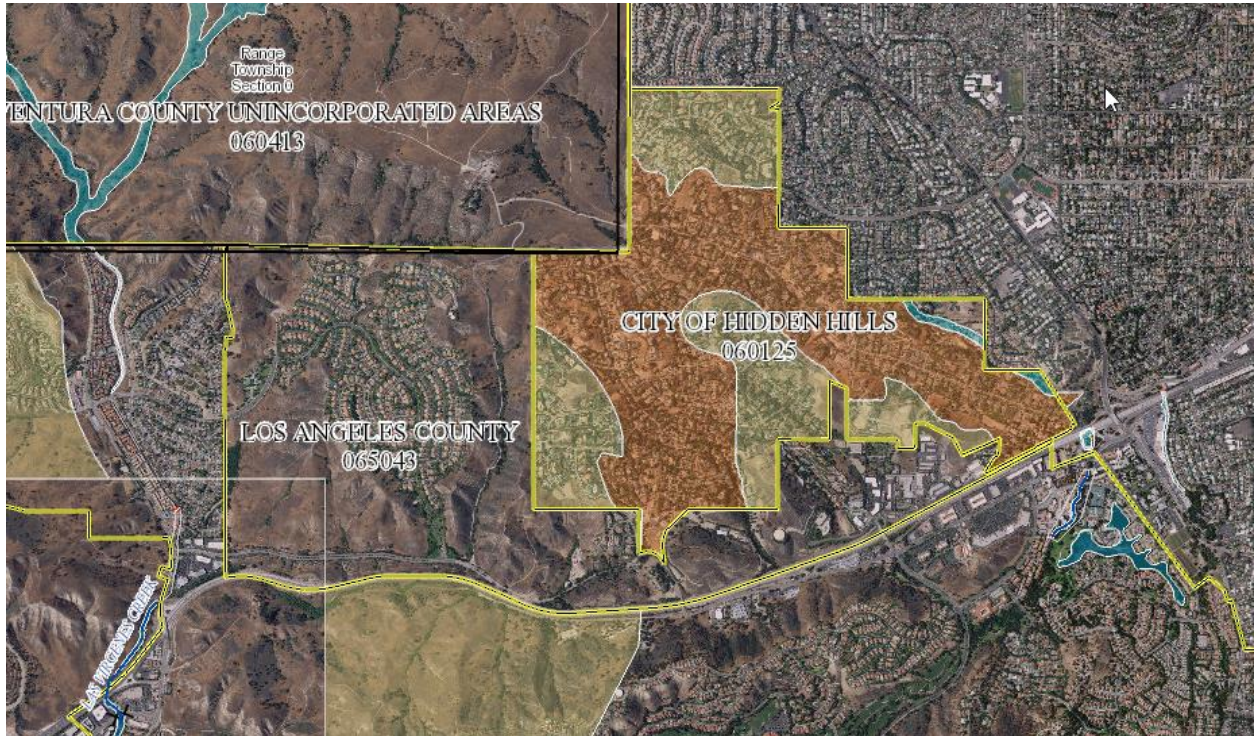 Range
Township
Section 0
VENTURA COUNTY UNINCORPORATED AREAS
060413
CITY OF HIDDEN HILLS
060125
LOS ANGELES COUNTY
065043
LAS VIRGENES CREEK